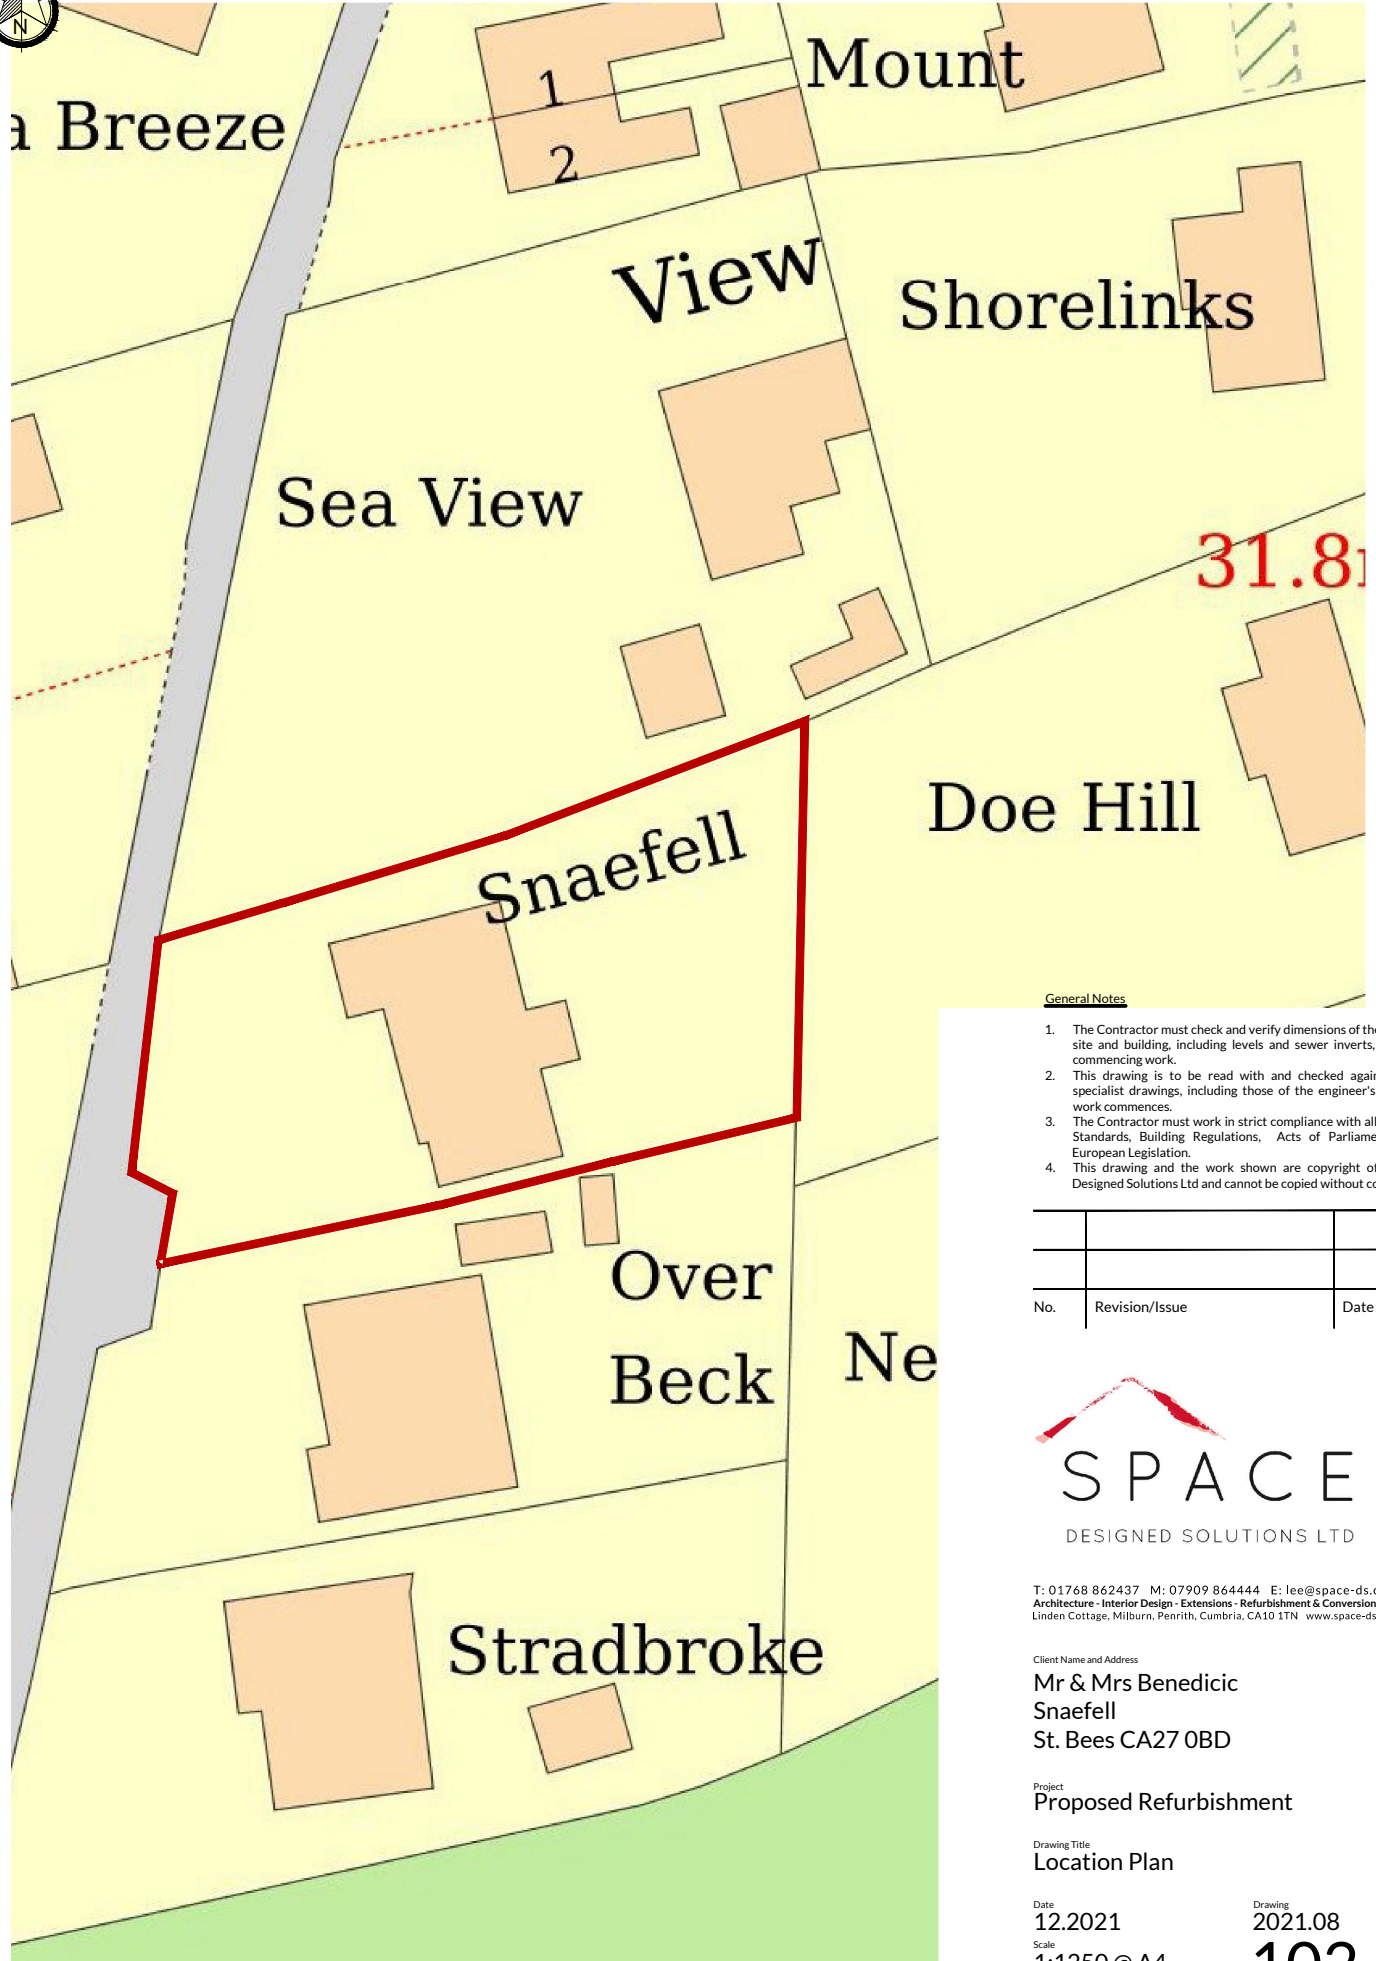 N
1
2
Mount
a Breeze
View
Shorelinks
Sea View
31.8
Doe Hill
Snaefell
Over
Beck
Ne
Stradbroke
General Notes
1. The Contractor must check and verify dimensions of the
site and building, including levels and sewer inverts,
commencing work.
2. This drawing is to be read with and checked again
specialist drawings, including those of the engineer's
work commences.
3. The Contractor must work in strict compliance with all
Standards, Building Regulations, Acts of Parliame
European Legislation.
4. This drawing and the work shown are copyright of
Designed Solutions Ltd and cannot be copied without co
No. Revision/Issue Date
SPACE
DESIGNED SOLUTIONS LTD
T: 01768 862437 M: 07909 864444 E: lee@space-ds.c
Architecture - Interior Design - Extensions - Refurbishment & Conversion
Linden Cottage, Milburn, Penrith, Cumbria, CA10 1TN www.space-ds
Client Name and Address
Mr & Mrs Benedicic
Snaefell
St. Bees CA27 0BD
Project
Proposed Refurbishment
Drawing Title
Location Plan
Date
12.2021
Drawing
2021.08
Scale
1:1250 @ A4
102